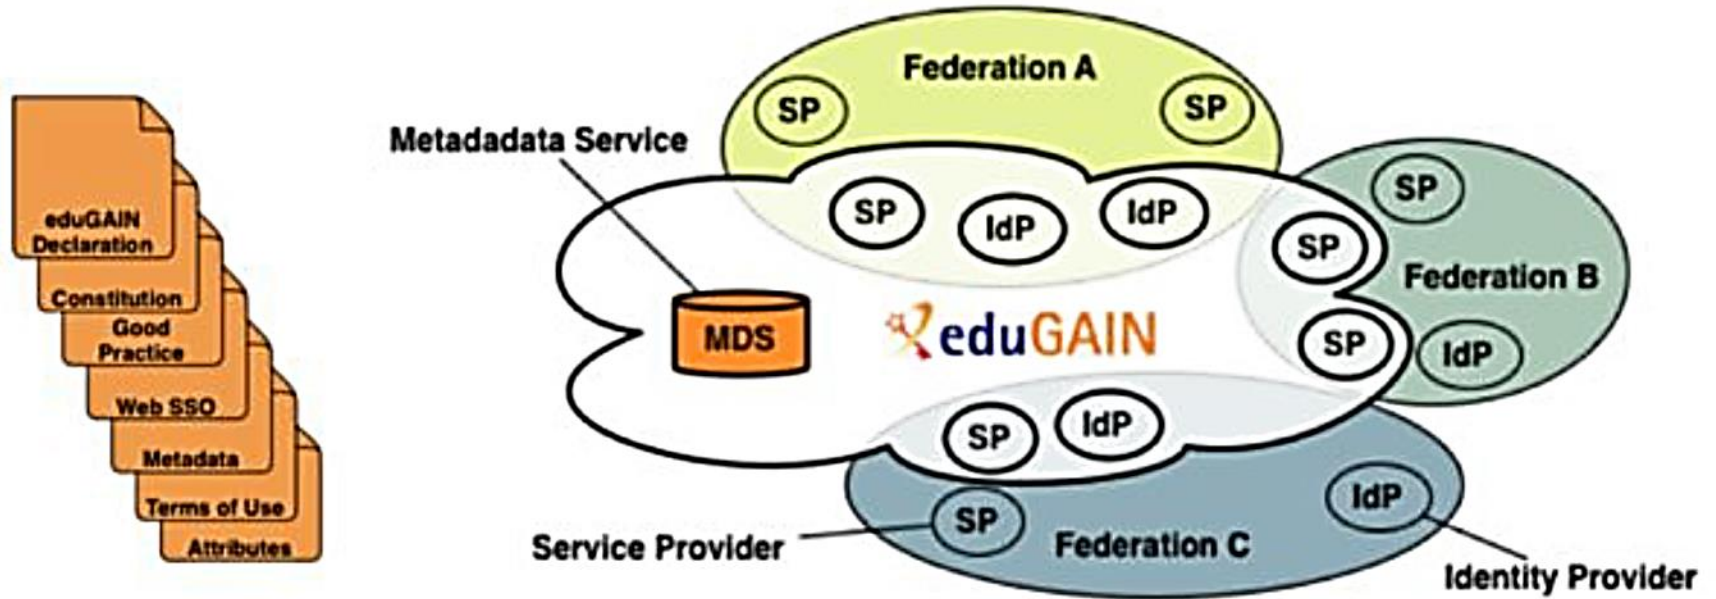 eduGAIN
Declaration
Constitution
Good
Practice
Web SSO
Metadata
Terms of Use
Attributes
Metadadata Service
Federation A
SP
SP
SP
IdP
IdP
SP
SP
Federation B
SP
IdP
MDS
eduGAIN
SP
IdP
SP
IdP
Federation C
Service Provider
Identity Provider